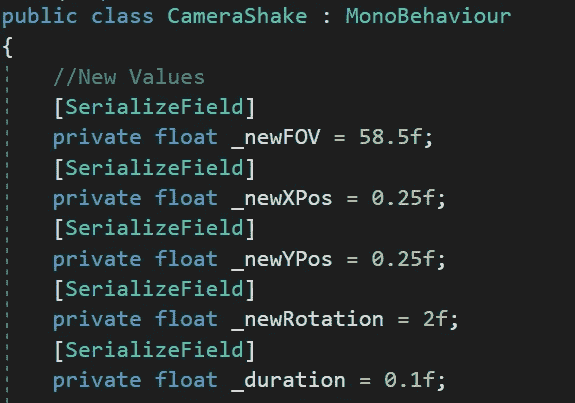 public class CameraShake : MonoBehaviour
{
//New Values
[SerializeField]
private float _newFOV = 58.5f;
[SerializeField]
private float _newXPos = 0.25f;
[SerializeField]
private float _newYPos = 0.25f;
[SerializeField]
private float _newRotation = 2f;
[SerializeField]
private float _duration = 0.1f;